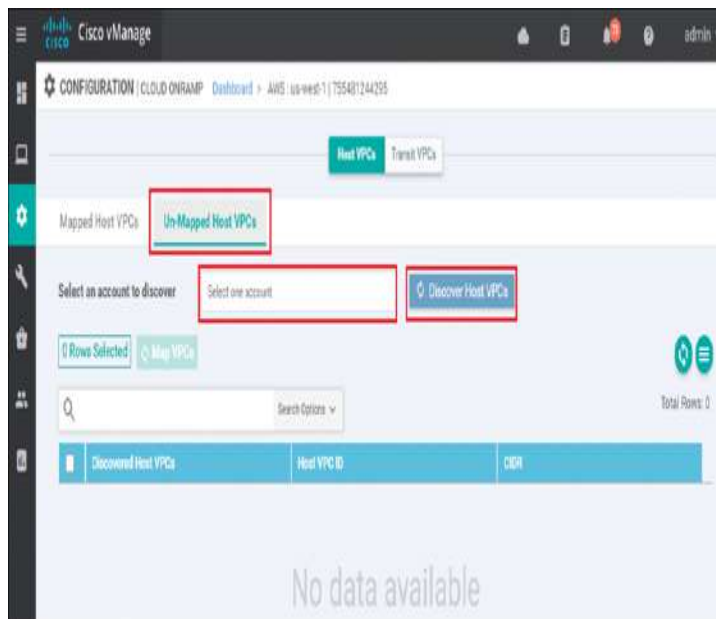 cisco Cisco vManage admin
CONFIGURATION | CLOUD ONRAMP Dashboard > AWS : us-west-1 | 755481244295
Host VPCs Transit VPCs
Mapped Host VPCs Un-Mapped Host VPCs
Select an account to discover Select one account Discover Host VPCs
0 Rows Selected Map VPCs
Search Options Total Rows: 0
Discovered Host VPCs Host VPC ID CIDR
No data available